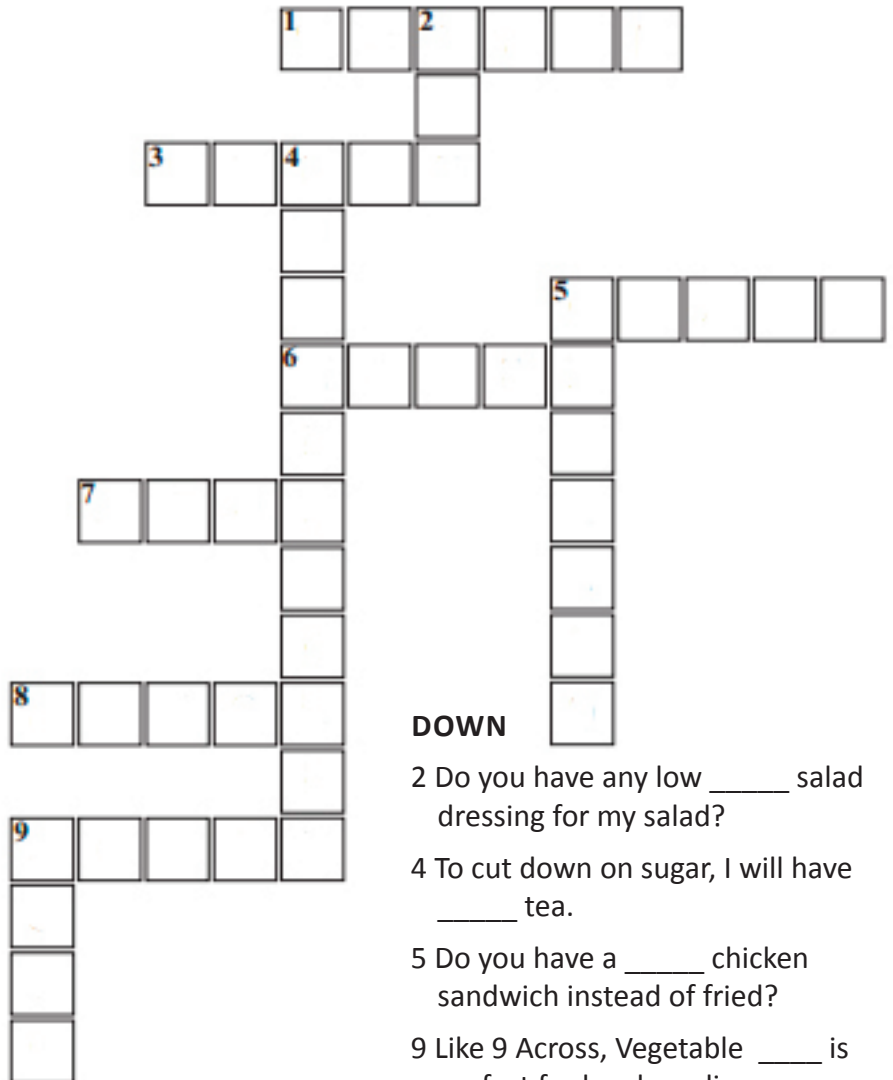 1
2
3
4
5
6
7
8
9
DOWN
2 Do you have any low _____ salad
dressing for my salad?
4 To cut down on sugar, I will have
_____ tea.
5 Do you have a _____ chicken
sandwich instead of fried?
9 Like 9 Across, Vegetable ____ is